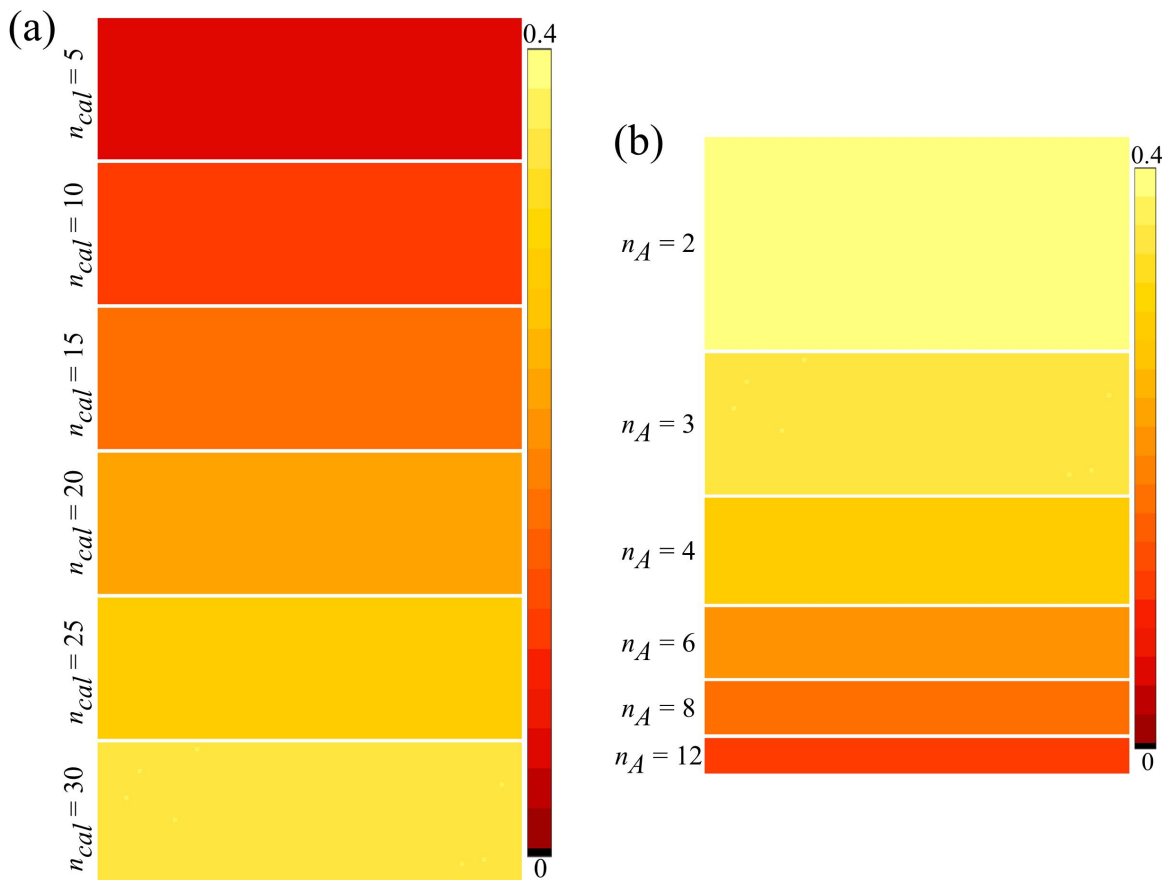 (a)
0.4
n_cal = 5
n_cal = 10
n_cal = 15
n_cal = 20
n_cal = 25
n_cal = 30
0
(b)
0.4
n_A = 2
n_A = 3
n_A = 4
n_A = 6
n_A = 8
n_A = 12
0